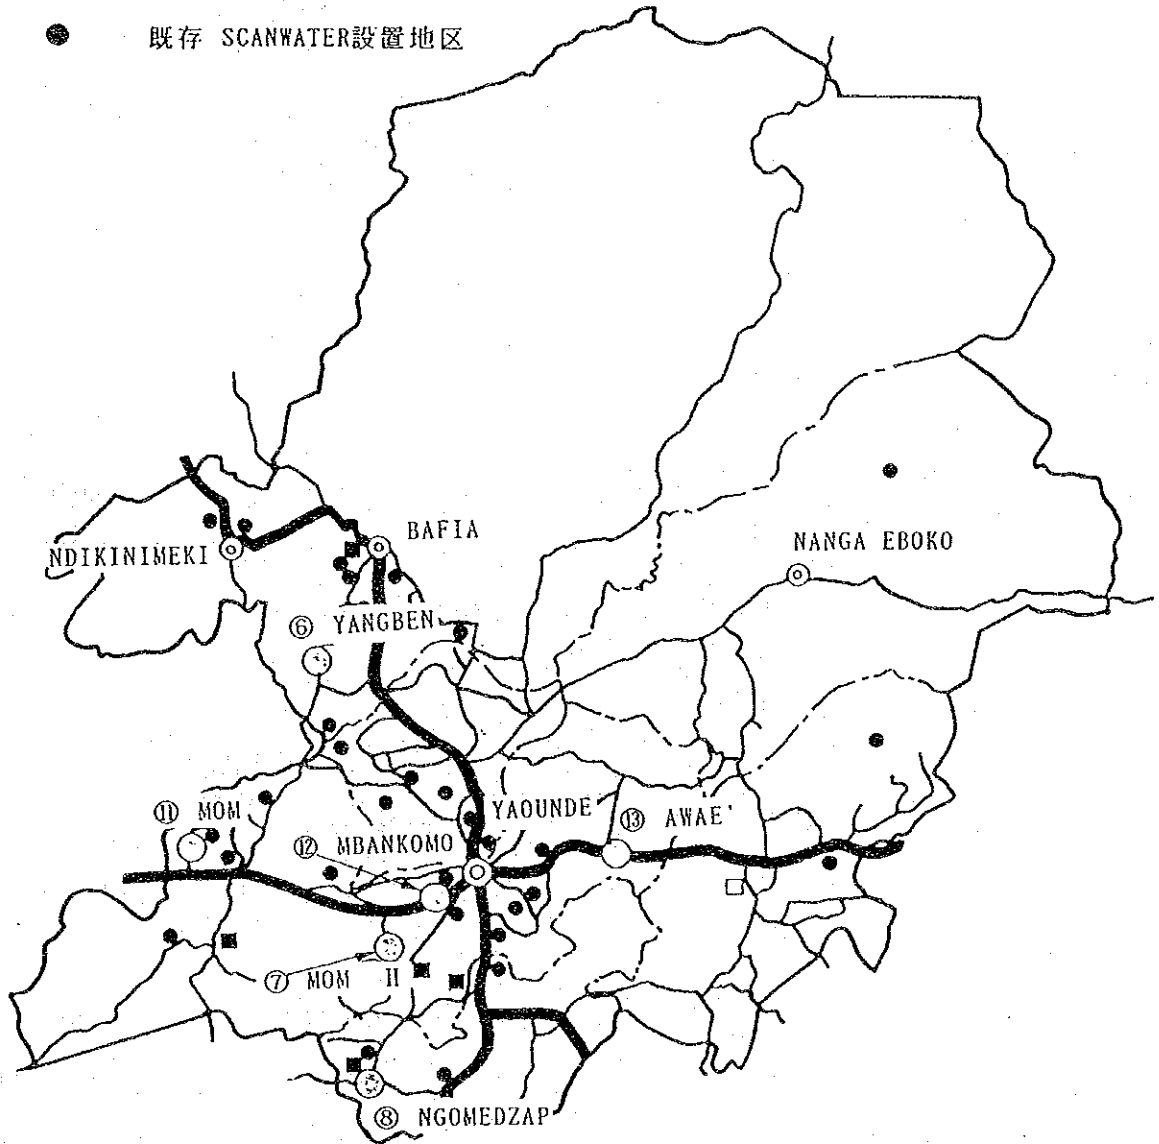 既存 SCANWATER設置地区
BAFIA
NDIKINIMEKI
NANGA EBOKO
⑥ YANGBEN
YAOUNDE
⑪ MOM
⑬ AWAE'
⑫ MBANKOMO
⑦ MOM II
⑧ NGOMEDZAP